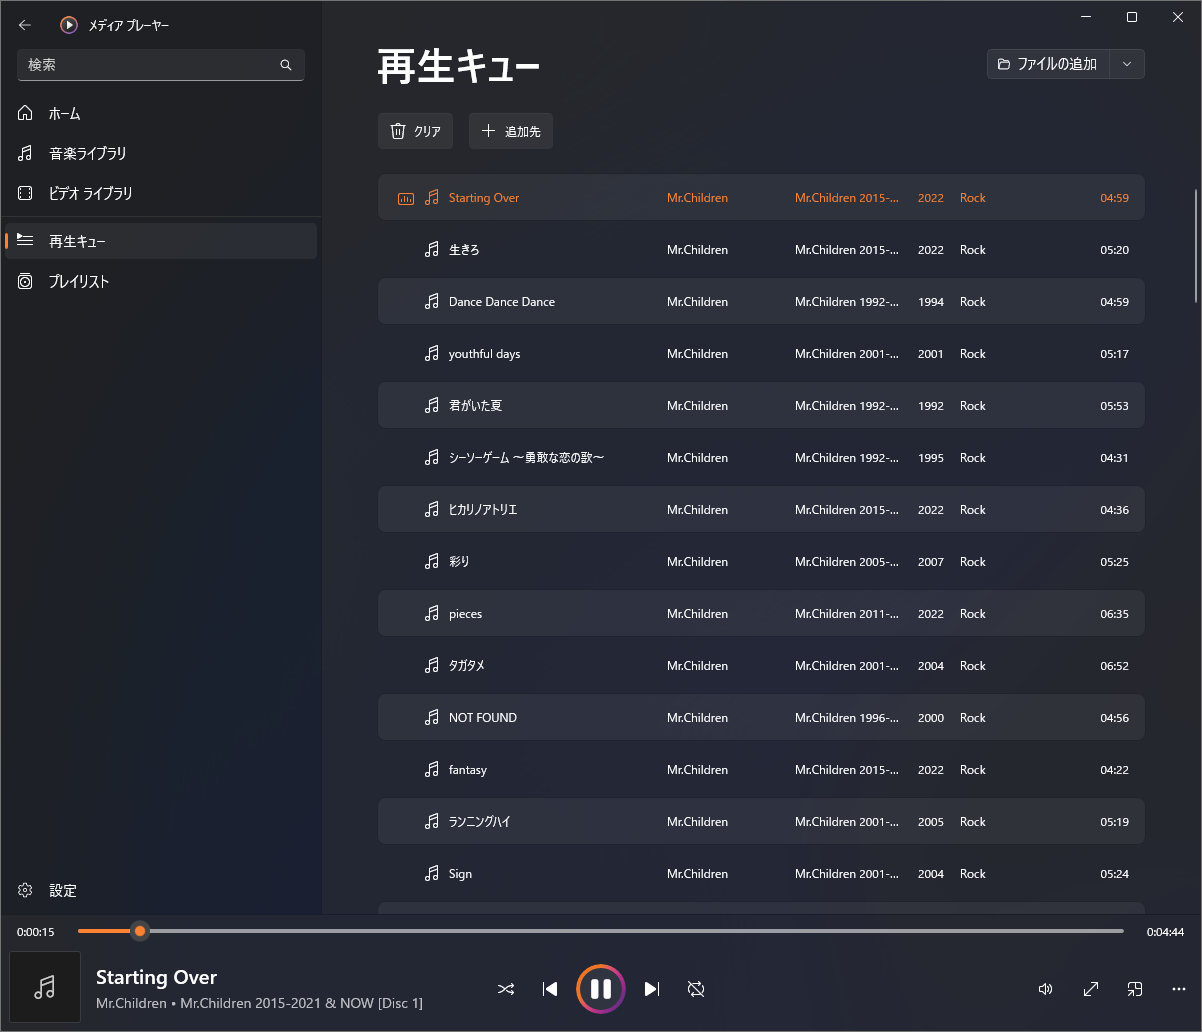 メディア プレーヤー
検索
ホーム
音楽ライブラリ
ビデオ ライブラリ
再生キュー
プレイリスト
設定
再生キュー
ファイルの追加
クリア
追加先
Starting Over Mr.Children Mr.Children 2015-... 2022 Rock 04:59
生きろ Mr.Children Mr.Children 2015-... 2022 Rock 05:20
Dance Dance Dance Mr.Children Mr.Children 1992-... 1994 Rock 04:59
youthful days Mr.Children Mr.Children 2001-... 2001 Rock 05:17
君がいた夏 Mr.Children Mr.Children 1992-... 1992 Rock 05:53
シーソーゲーム ～勇敢な恋の歌～ Mr.Children Mr.Children 1992-... 1995 Rock 04:31
ヒカリノアトリエ Mr.Children Mr.Children 2015-... 2022 Rock 04:36
彩り Mr.Children Mr.Children 2005-... 2007 Rock 05:25
pieces Mr.Children Mr.Children 2011-... 2022 Rock 06:35
タガタメ Mr.Children Mr.Children 2001-... 2004 Rock 06:52
NOT FOUND Mr.Children Mr.Children 1996-... 2000 Rock 04:56
fantasy Mr.Children Mr.Children 2015-... 2022 Rock 04:22
ランニングハイ Mr.Children Mr.Children 2001-... 2005 Rock 05:19
Sign Mr.Children Mr.Children 2001-... 2004 Rock 05:24
0:00:15 0:04:44
Starting Over
Mr.Children • Mr.Children 2015-2021 & NOW [Disc 1]